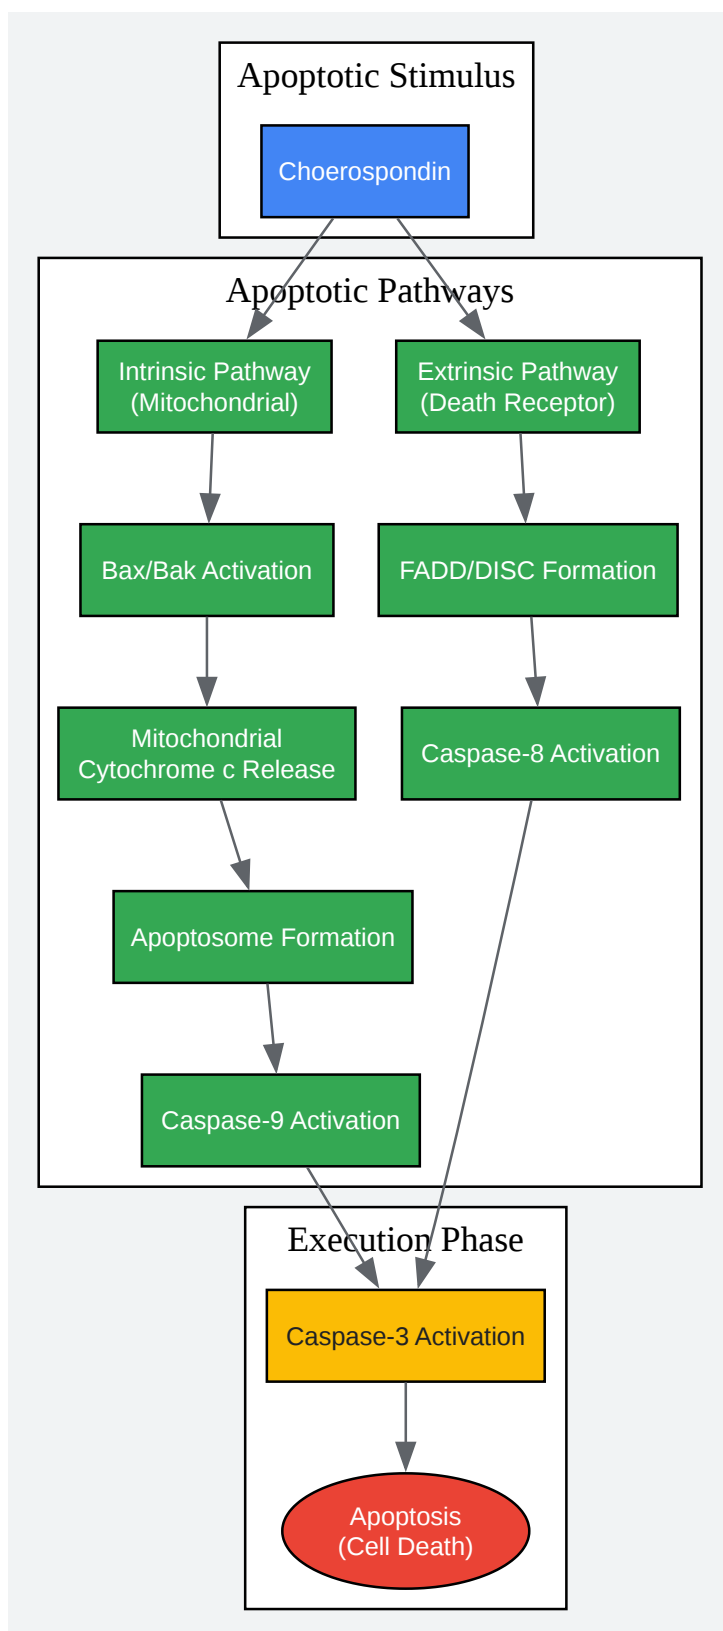 Apoptotic Stimulus
Choerospondin
Apoptotic Pathways
Intrinsic Pathway
(Mitochondrial)
Extrinsic Pathway
(Death Receptor)
Bax/Bak Activation
FADD/DISC Formation
Mitochondrial
Cytochrome c Release
Caspase-8 Activation
Apoptosome Formation
Caspase-9 Activation
Execution Phase
Caspase-3 Activation
Apoptosis
(Cell Death)